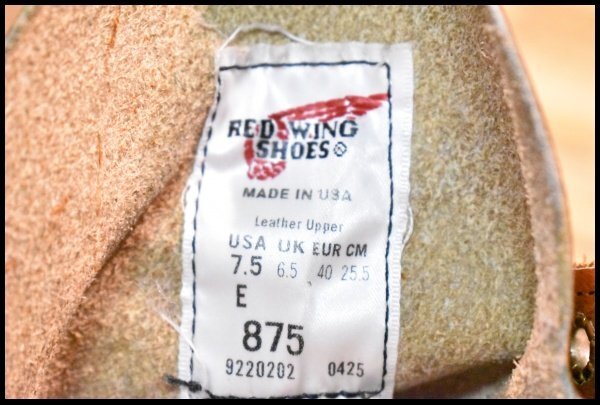 RED WING
SHOES®
MADE IN USA
Leather Upper
USA UK EUR CM
7.5 6.5 40 25.5
E
875
9220202 0425